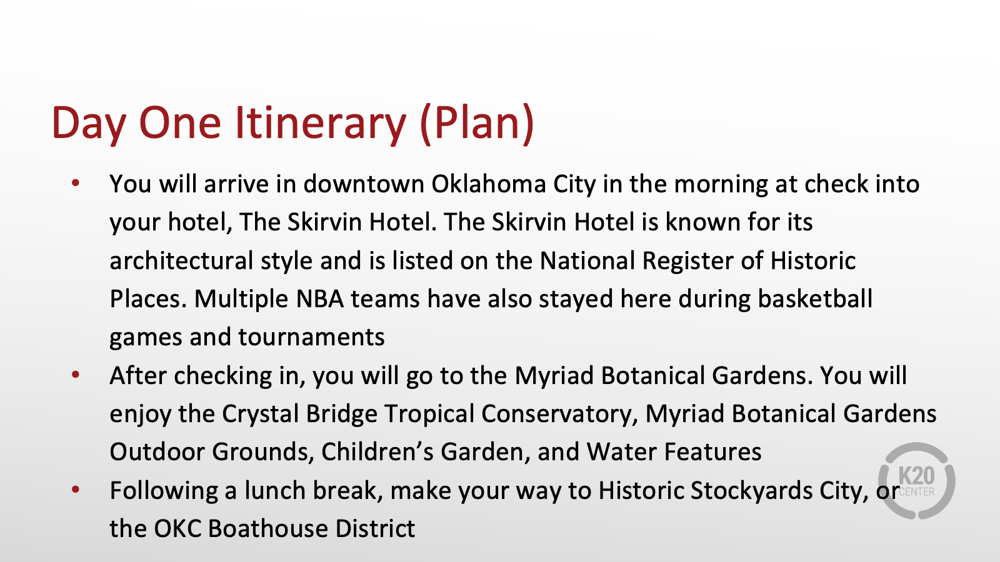 Day One Itinerary (Plan)
• You will arrive in downtown Oklahoma City in the morning at check into
your hotel, The Skirvin Hotel. The Skirvin Hotel is known for its
architectural style and is listed on the National Register of Historic
Places. Multiple NBA teams have also stayed here during basketball
games and tournaments
• After checking in, you will go to the Myriad Botanical Gardens. You will
enjoy the Crystal Bridge Tropical Conservatory, Myriad Botanical Gardens
Outdoor Grounds, Children’s Garden, and Water Features
• Following a lunch break, make your way to Historic Stockyards City, or
the OKC Boathouse District
K20
CENTER